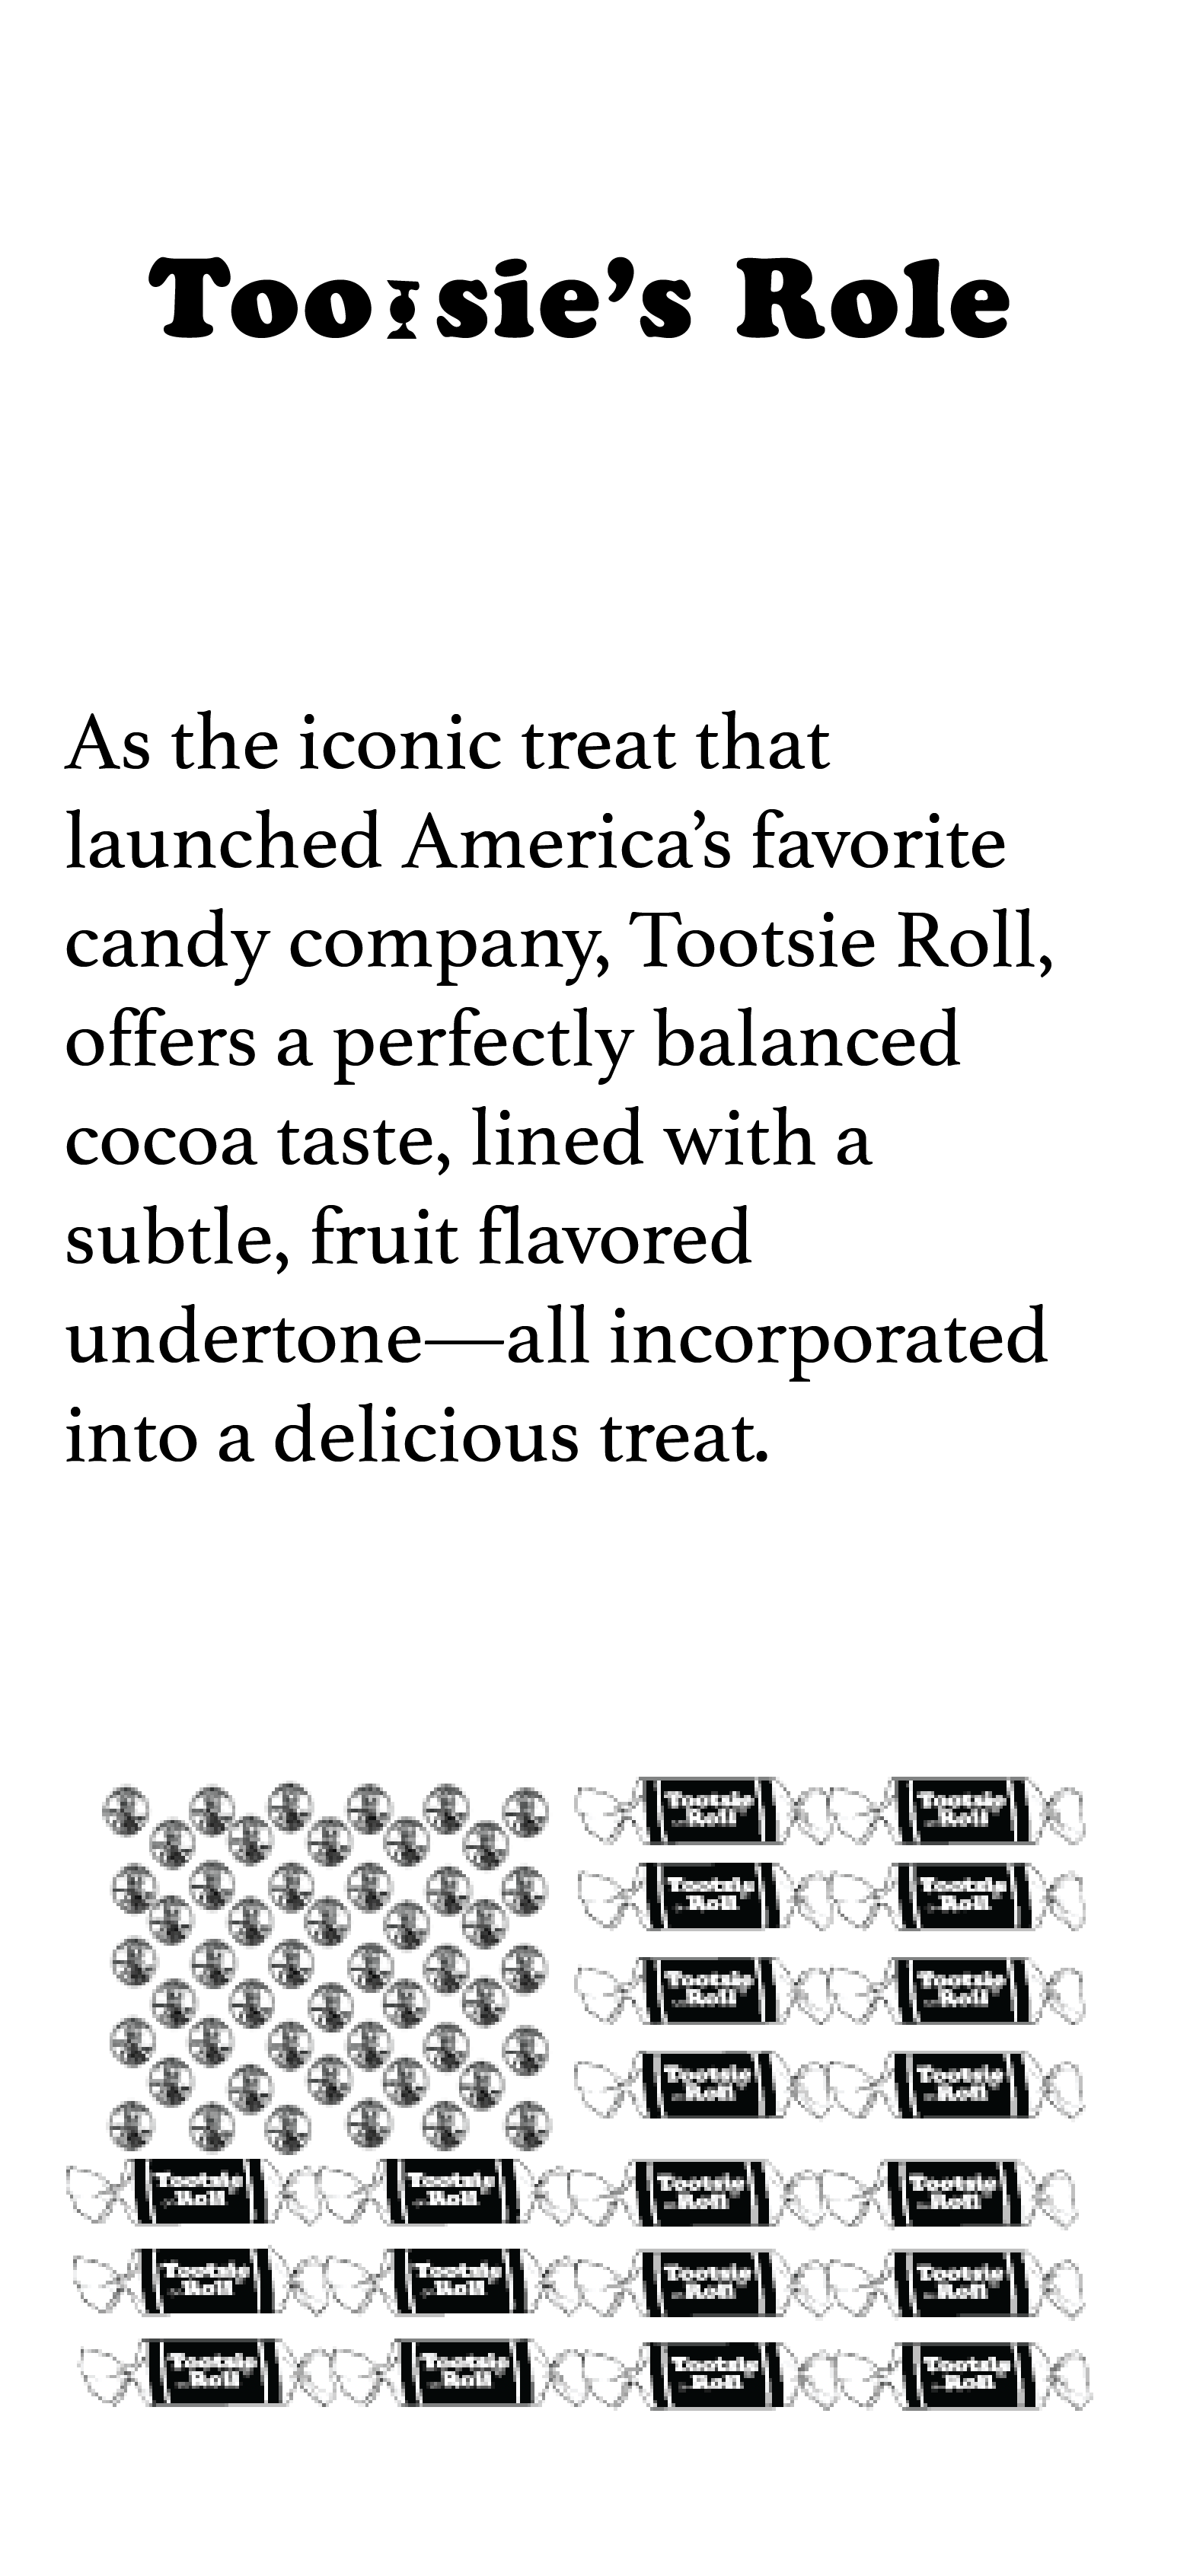 Tootsie's Role
As the iconic treat that
launched America’s favorite
candy company, Tootsie Roll,
offers a perfectly balanced
cocoa taste, lined with a
subtle, fruit flavored
undertone—all incorporated
into a delicious treat.
Tootsie Roll Tootsie Roll
Tootsie Roll Tootsie Roll
Tootsie Roll Tootsie Roll
Tootsie Roll Tootsie Roll
Tootsie Roll Tootsie Roll Tootsie Roll Tootsie Roll
Tootsie Roll Tootsie Roll Tootsie Roll Tootsie Roll
Tootsie Roll Tootsie Roll Tootsie Roll Tootsie Roll